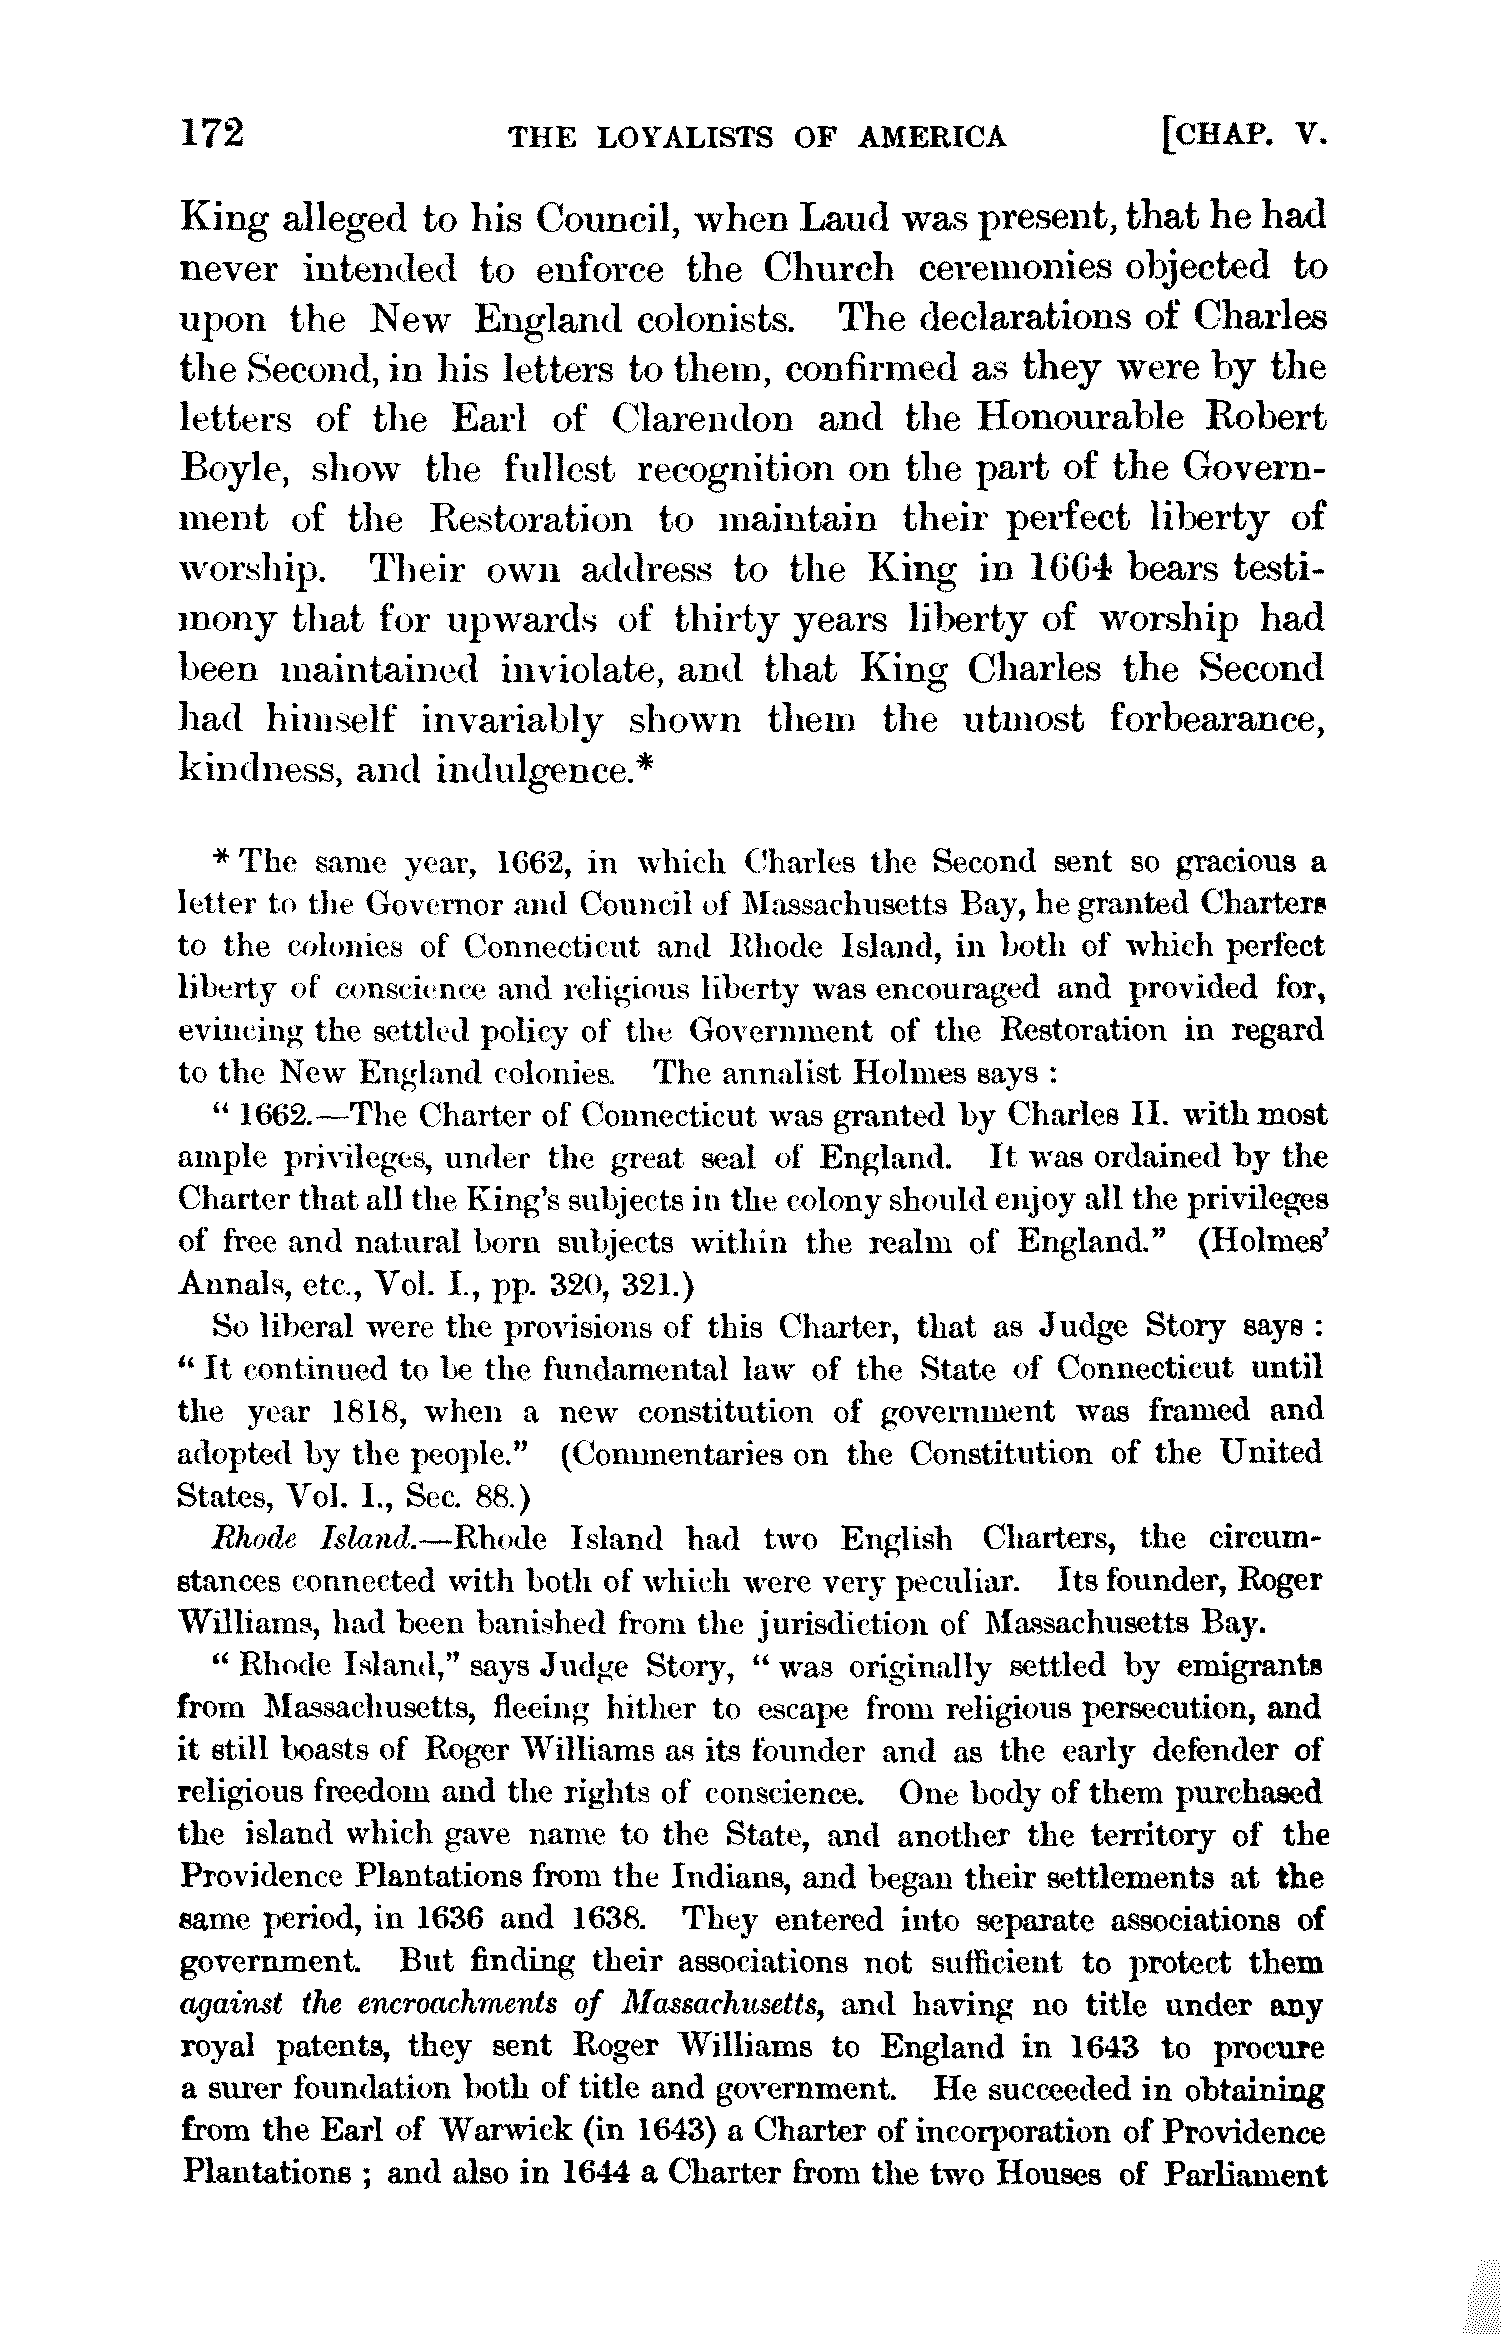 172 THE LOYALISTS OF AMERICA [CHAP. V.
King alleged to his Council, when Laud was present, that he had
never intended to enforce the Church ceremonies objected to
upon the New England colonists. The declarations of Charles
the Second, in his letters to them, confirmed as they were by the
letters of the Earl of Clarendon and the Honourable Robert
Boyle, show the fullest recognition on the part of the Govern-
ment of the Restoration to maintain their perfect liberty of
worship. Their own address to the King in 1664 bears testi-
mony that for upwards of thirty years liberty of worship had
been maintained inviolate, and that King Charles the Second
had himself invariably shown them the utmost forbearance,
kindness, and indulgence.*
* The same year, 1662, in which Charles the Second sent so gracious a
letter to the Governor and Council of Massachusetts Bay, he granted Charters
to the colonies of Connecticut and Rhode Island, in both of which perfect
liberty of conscience and religious liberty was encouraged and provided for,
evincing the settled policy of the Government of the Restoration in regard
to the New England colonies. The annalist Holmes says :
" 1662.—The Charter of Connecticut was granted by Charles II. with most
ample privileges, under the great seal of England. It was ordained by the
Charter that all the King's subjects in the colony should enjoy all the privileges
of free and natural born subjects within the realm of England." (Holmes'
Annals, etc., Vol. I., pp. 320, 321.)
So liberal were the provisions of this Charter, that as Judge Story says :
" It continued to be the fundamental law of the State of Connecticut until
the year 1818, when a new constitution of government was framed and
adopted by the people." (Commentaries on the Constitution of the United
States, Vol. I., Sec. 88.)
Rhode Island.—Rhode Island had two English Charters, the circum-
stances connected with both of which were very peculiar. Its founder, Roger
Williams, had been banished from the jurisdiction of Massachusetts Bay.
" Rhode Island," says Judge Story, " was originally settled by emigrants
from Massachusetts, fleeing hither to escape from religious persecution, and
it still boasts of Roger Williams as its founder and as the early defender of
religious freedom and the rights of conscience. One body of them purchased
the island which gave name to the State, and another the territory of the
Providence Plantations from the Indians, and began their settlements at the
same period, in 1636 and 1638. They entered into separate associations of
government. But finding their associations not sufficient to protect them
against the encroachments of Massachusetts, and having no title under any
royal patents, they sent Roger Williams to England in 1643 to procure
a surer foundation both of title and government. He succeeded in obtaining
from the Earl of Warwick (in 1643) a Charter of incorporation of Providence
Plantations ; and also in 1644 a Charter from the two Houses of Parliament